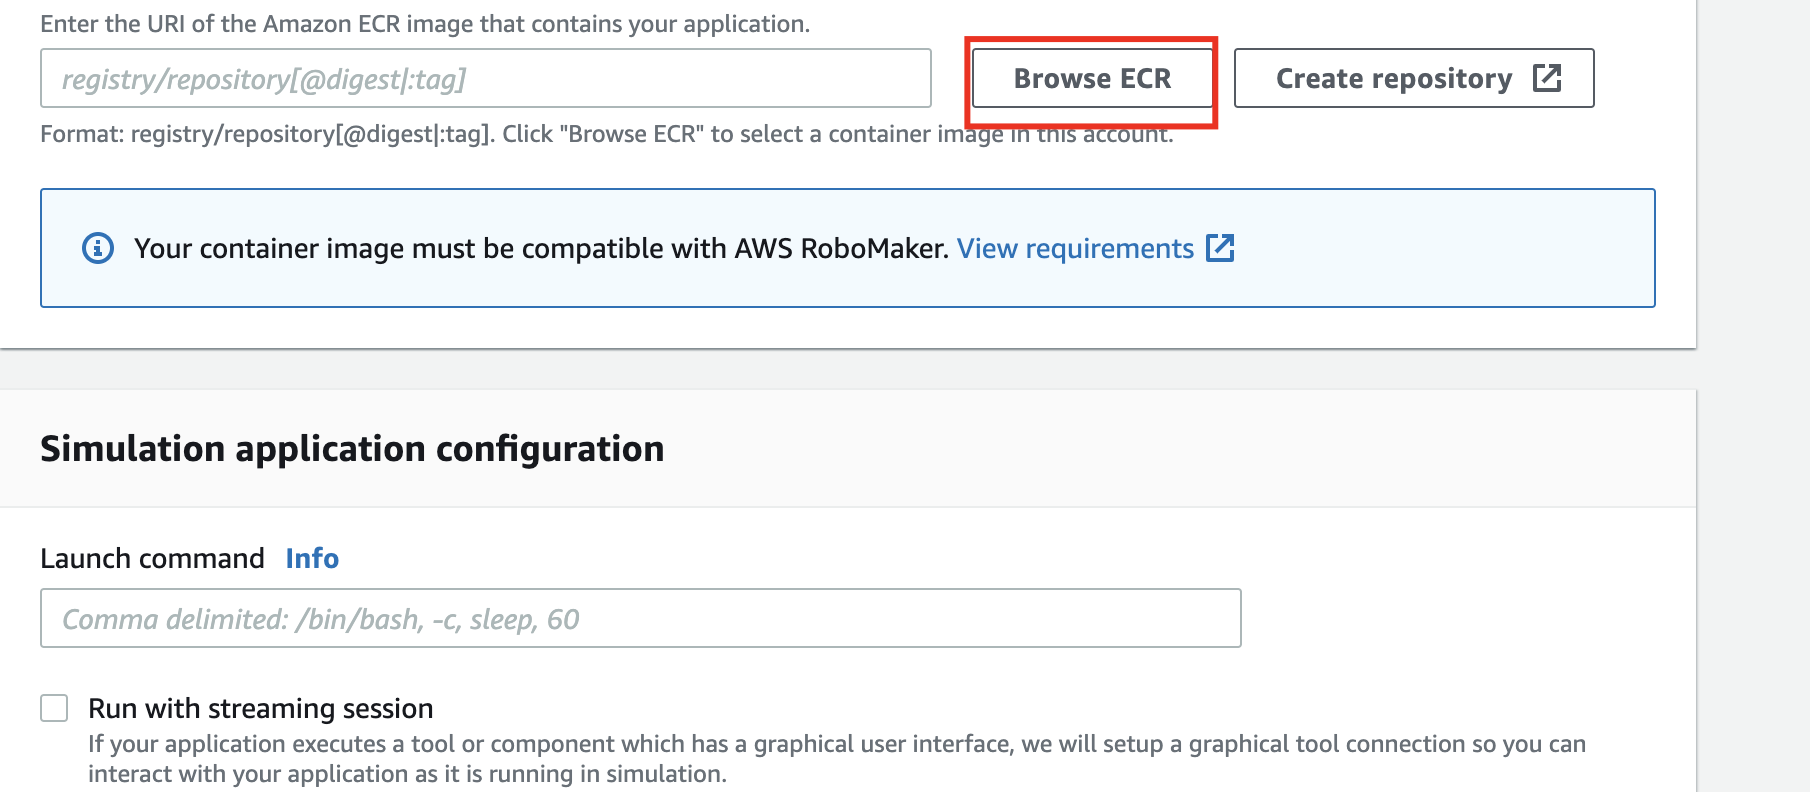 Enter the URI of the Amazon ECR image that contains your application.
registry/repository[@digest|:tag]
Browse ECR
Create repository
Format: registry/repository[@digest|:tag]. Click "Browse ECR" to select a container image in this account.
Your container image must be compatible with AWS RoboMaker. View requirements
Simulation application configuration
Launch command Info
Comma delimited: /bin/bash, -c, sleep, 60
Run with streaming session
If your application executes a tool or component which has a graphical user interface, we will setup a graphical tool connection so you can
interact with your application as it is running in simulation.